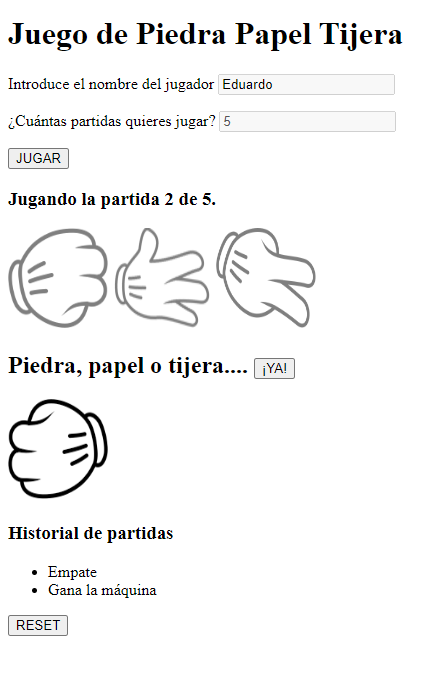 Juego de Piedra Papel Tijera
Introduce el nombre del jugador Eduardo
¿Cuántas partidas quieres jugar? 5
JUGAR
Jugando la partida 2 de 5.
Piedra, papel o tijera.... ¡YA!
Historial de partidas
Empate
Gana la máquina
RESET